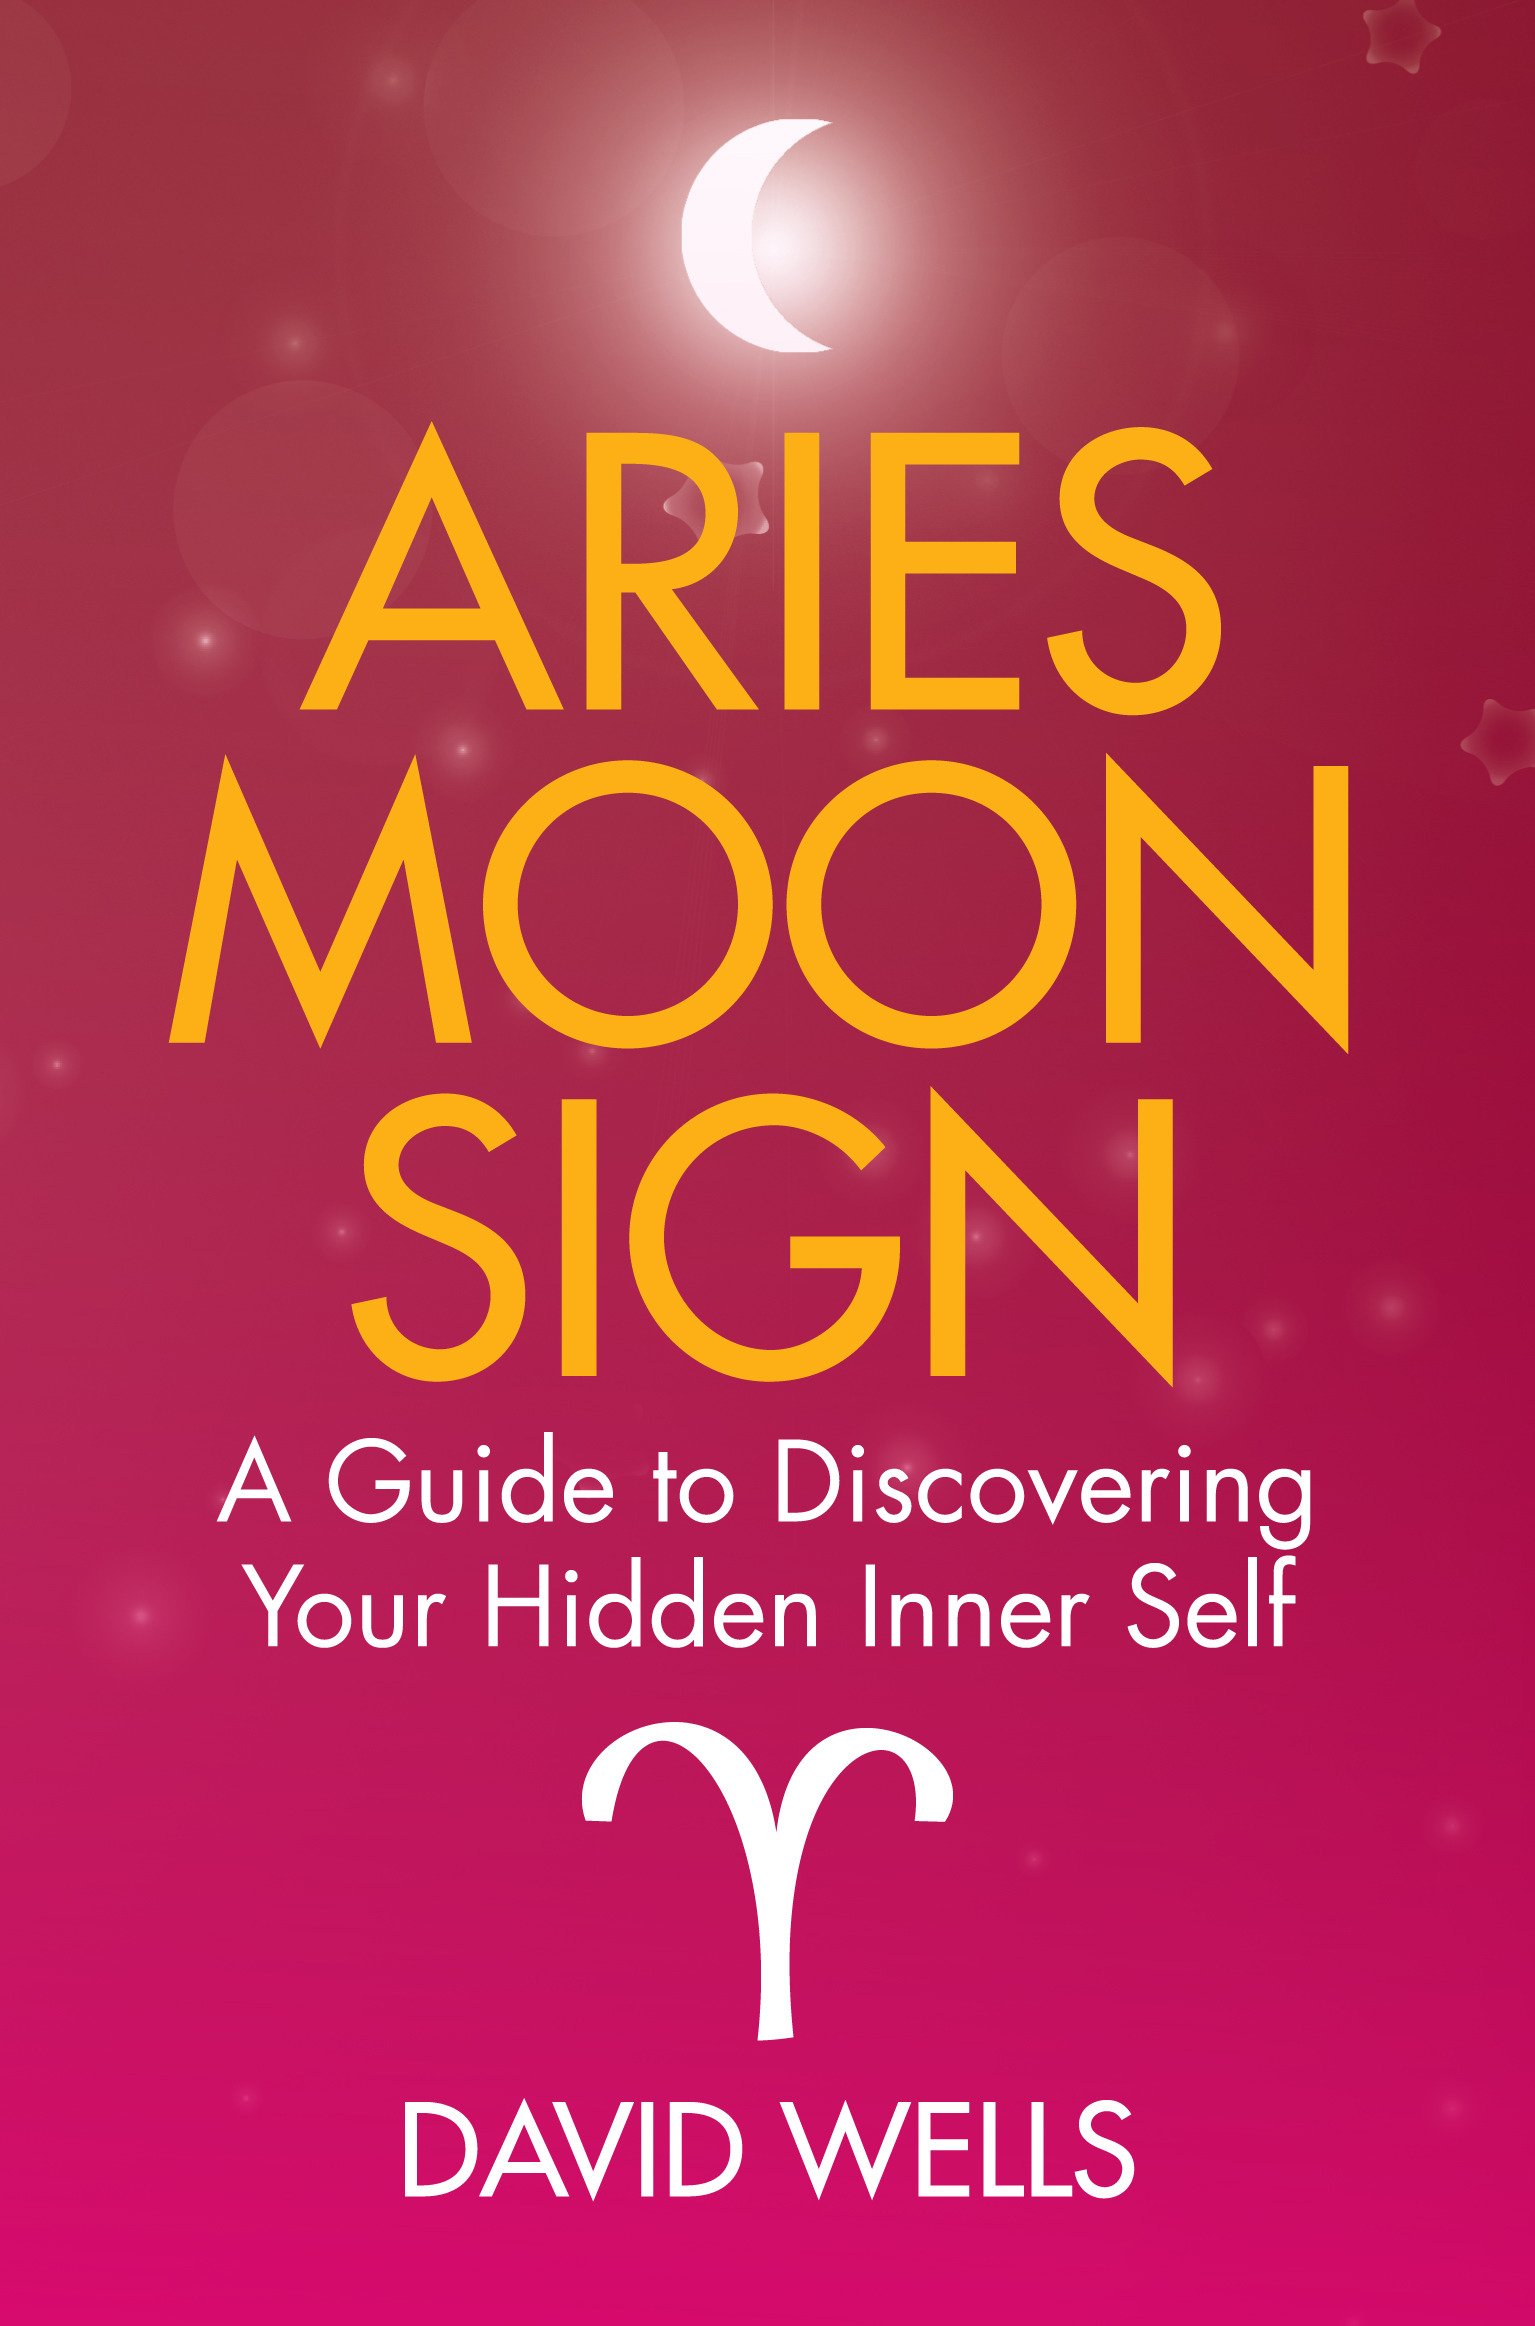 ARIES
MOON
SIGN
A Guide to Discovering
Your Hidden Inner Self
DAVID WELLS